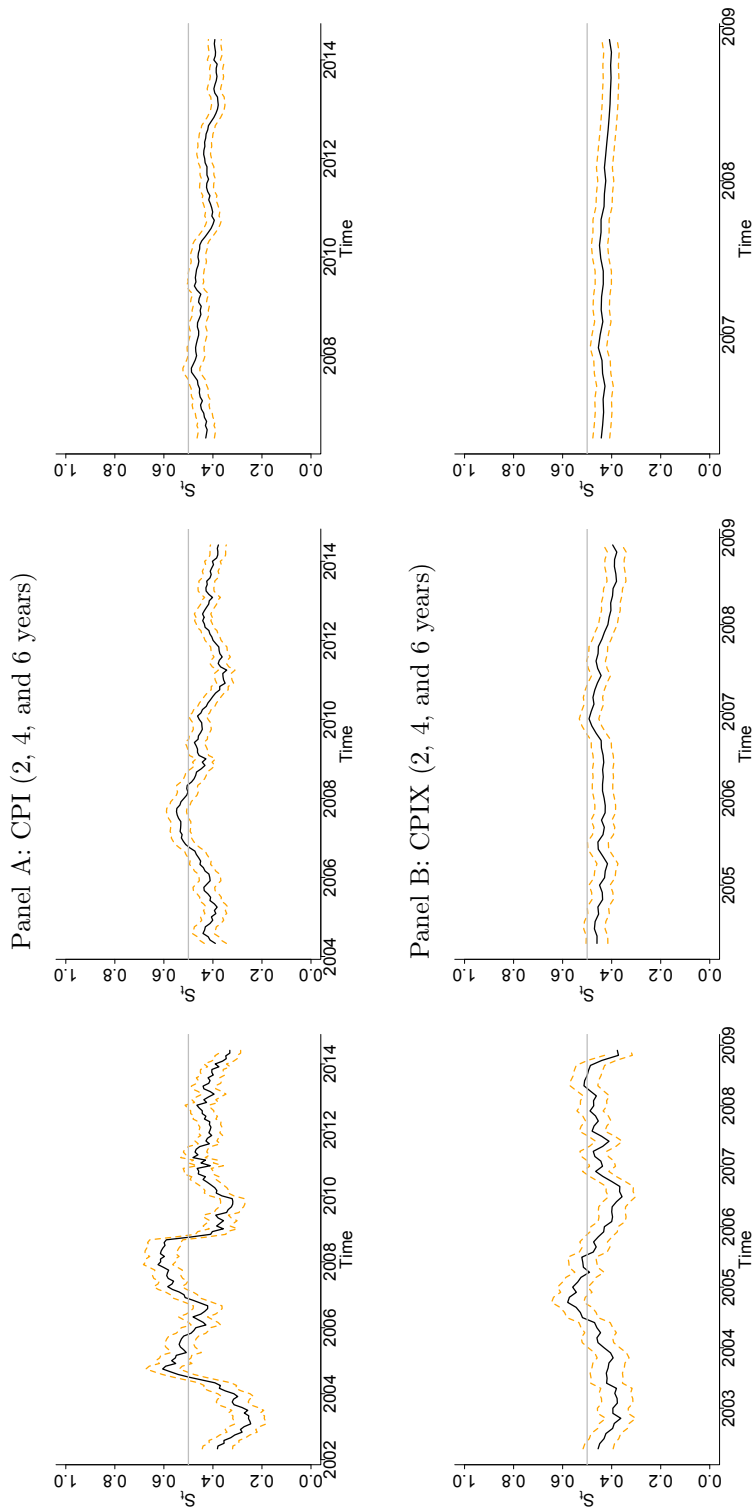 Panel A: CPI (2, 4, and 6 years)
Sₜ
0.0 0.2 0.4 0.6 0.8 1.0
2002 2004 2006 2008 2010 2012 2014
Time
Sₜ
0.0 0.2 0.4 0.6 0.8 1.0
2004 2006 2008 2010 2012 2014
Time
Sₜ
0.0 0.2 0.4 0.6 0.8 1.0
2008 2010 2012 2014
Time
Panel B: CPIX (2, 4, and 6 years)
Sₜ
0.0 0.2 0.4 0.6 0.8 1.0
2003 2004 2005 2006 2007 2008 2009
Time
Sₜ
0.0 0.2 0.4 0.6 0.8 1.0
2005 2006 2007 2008 2009
Time
Sₜ
0.0 0.2 0.4 0.6 0.8 1.0
2007 2008 2009
Time